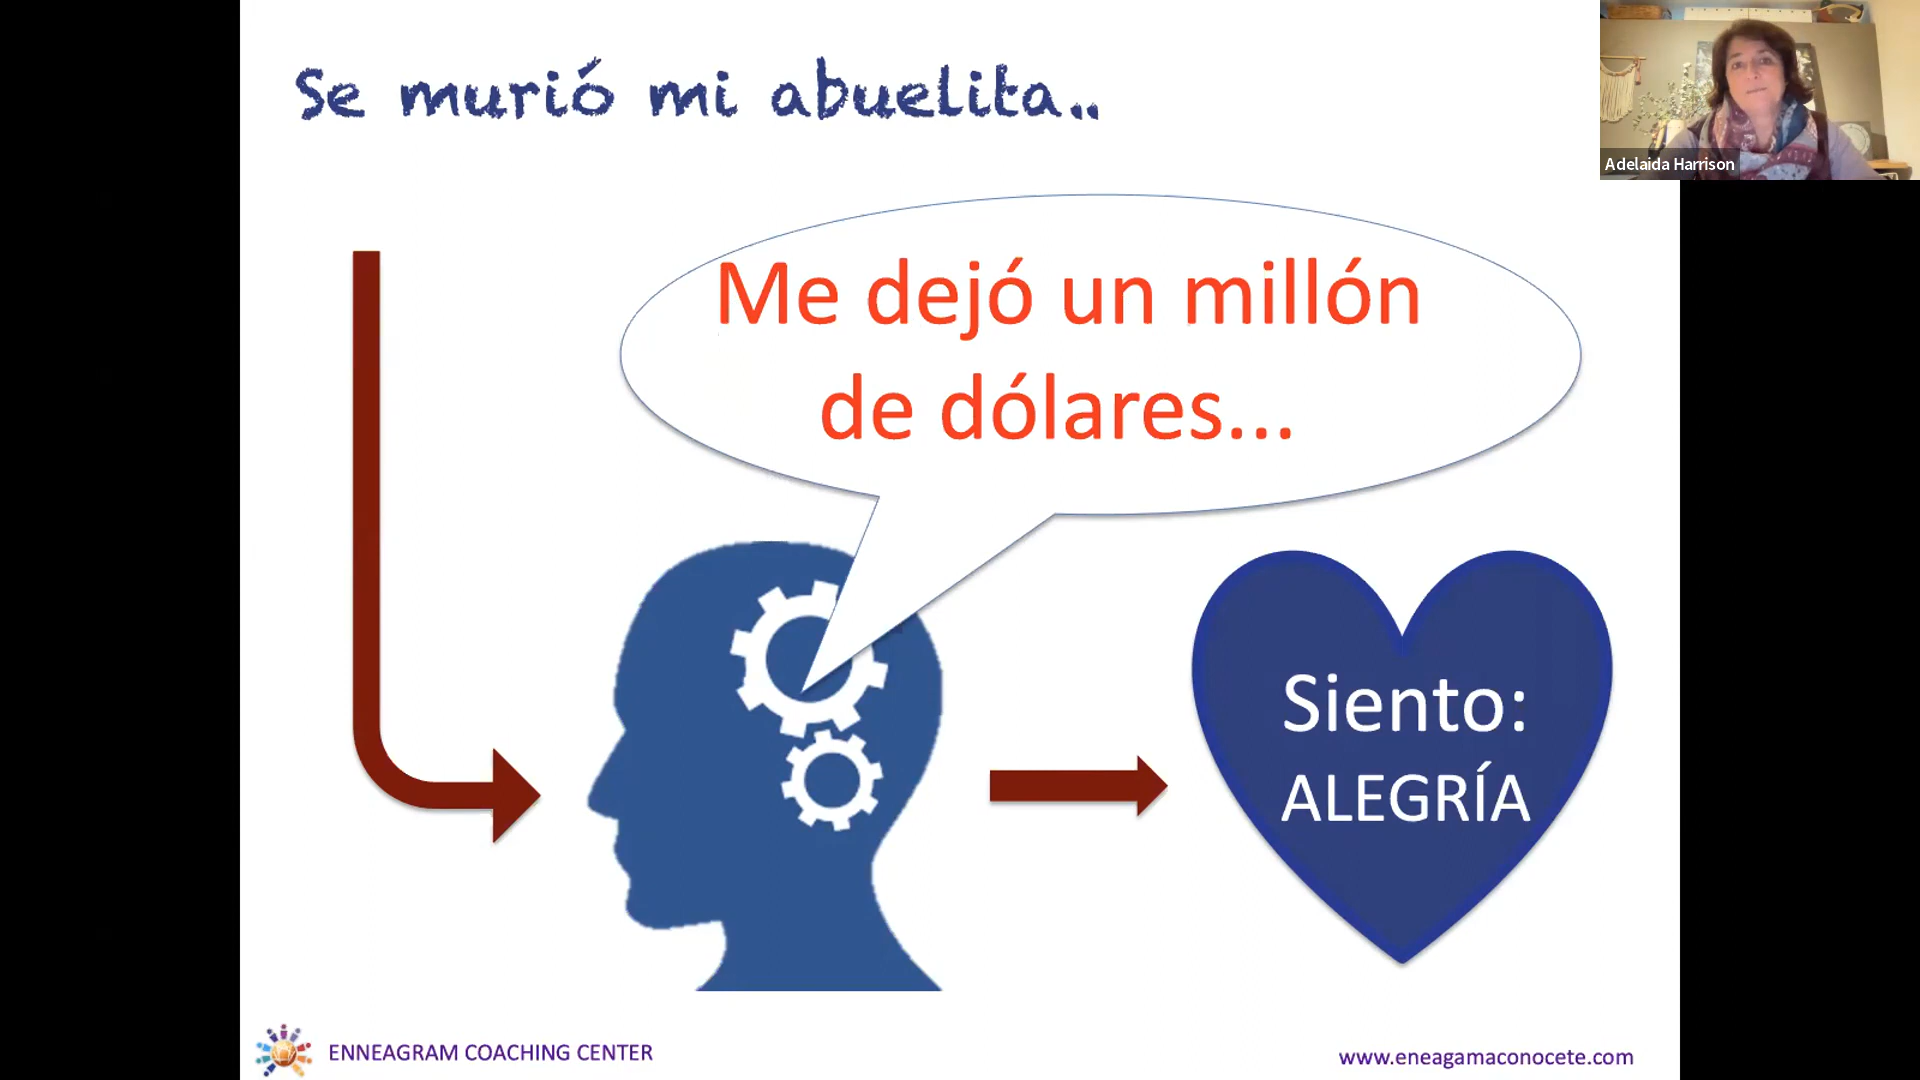 Se murió mi abuelita..
Adelaida Harrison
Me dejó un millón
de dólares...
Siento:
ALEGRÍA
ENNEAGRAM COACHING CENTER
www.eneagamaconocete.com